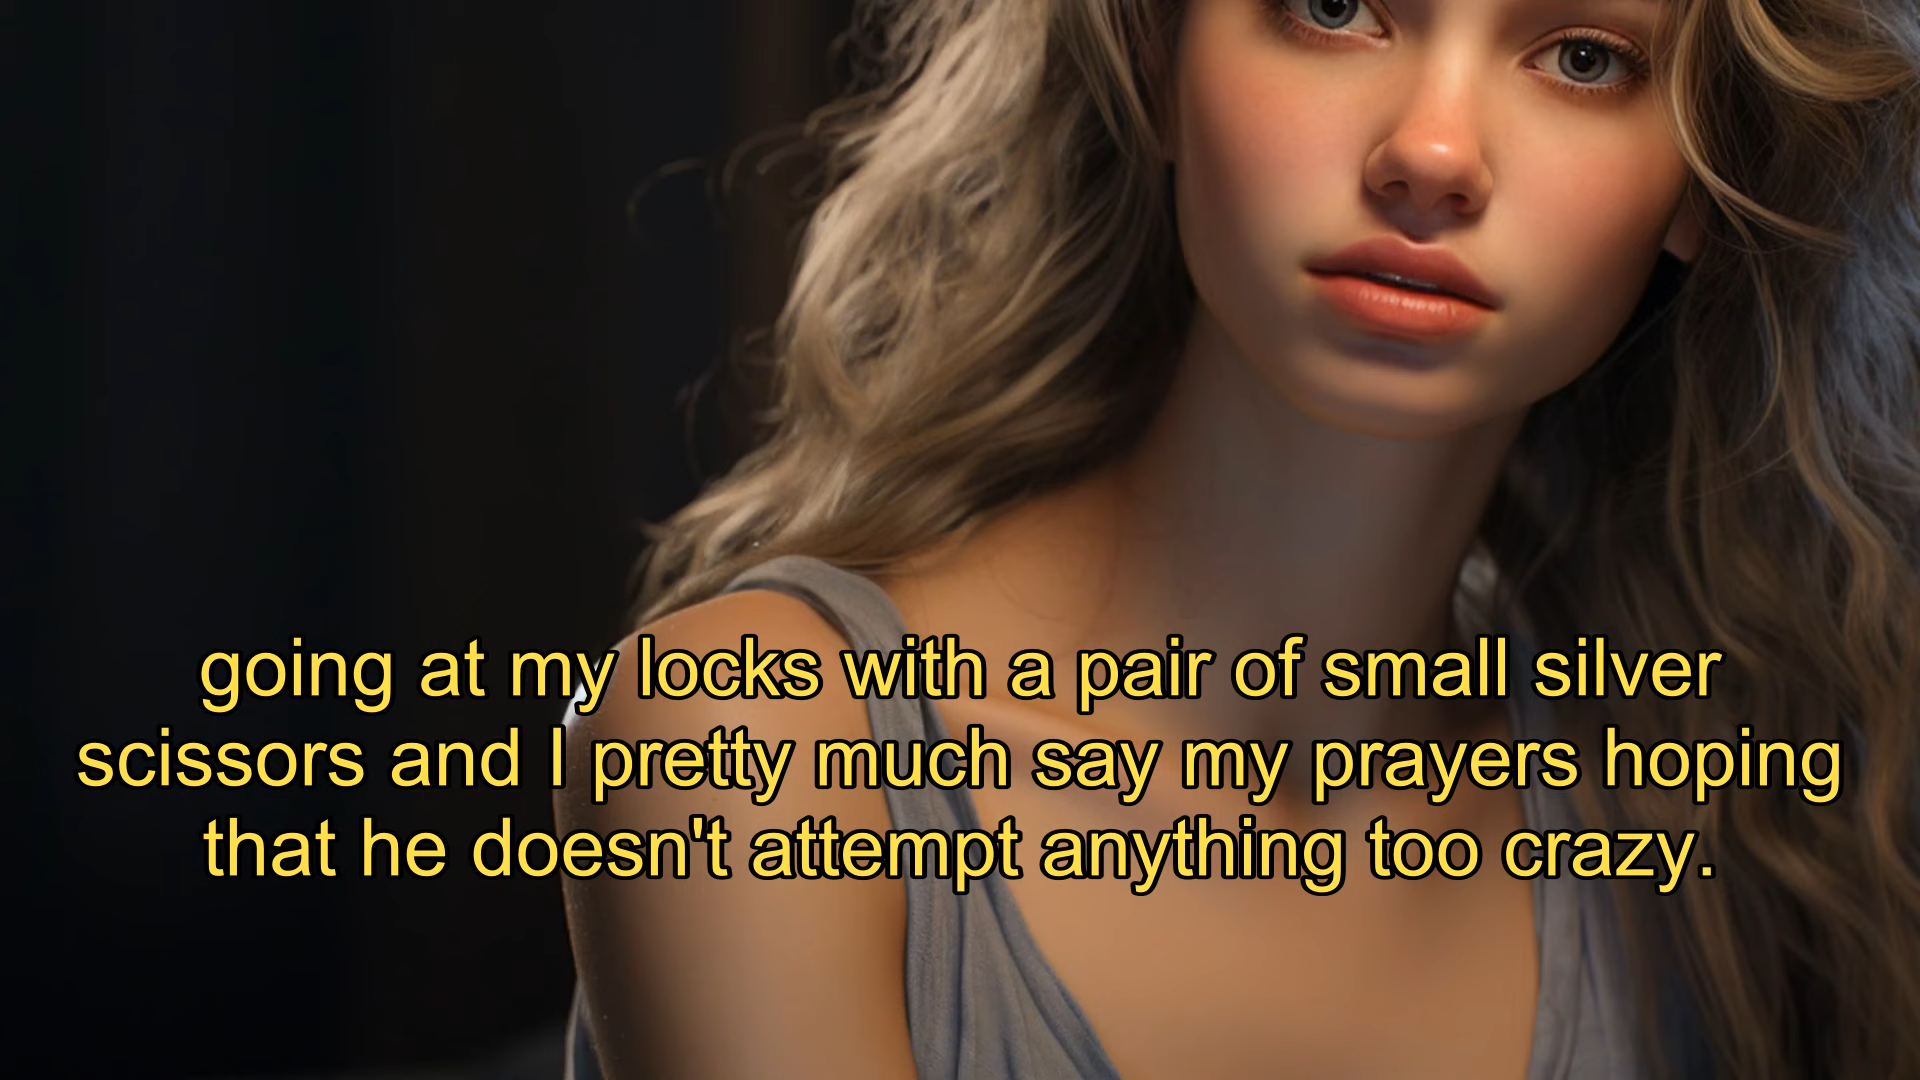 going at my locks with a pair of small silver
scissors and I pretty much say my prayers hoping
that he doesn't attempt anything too crazy.